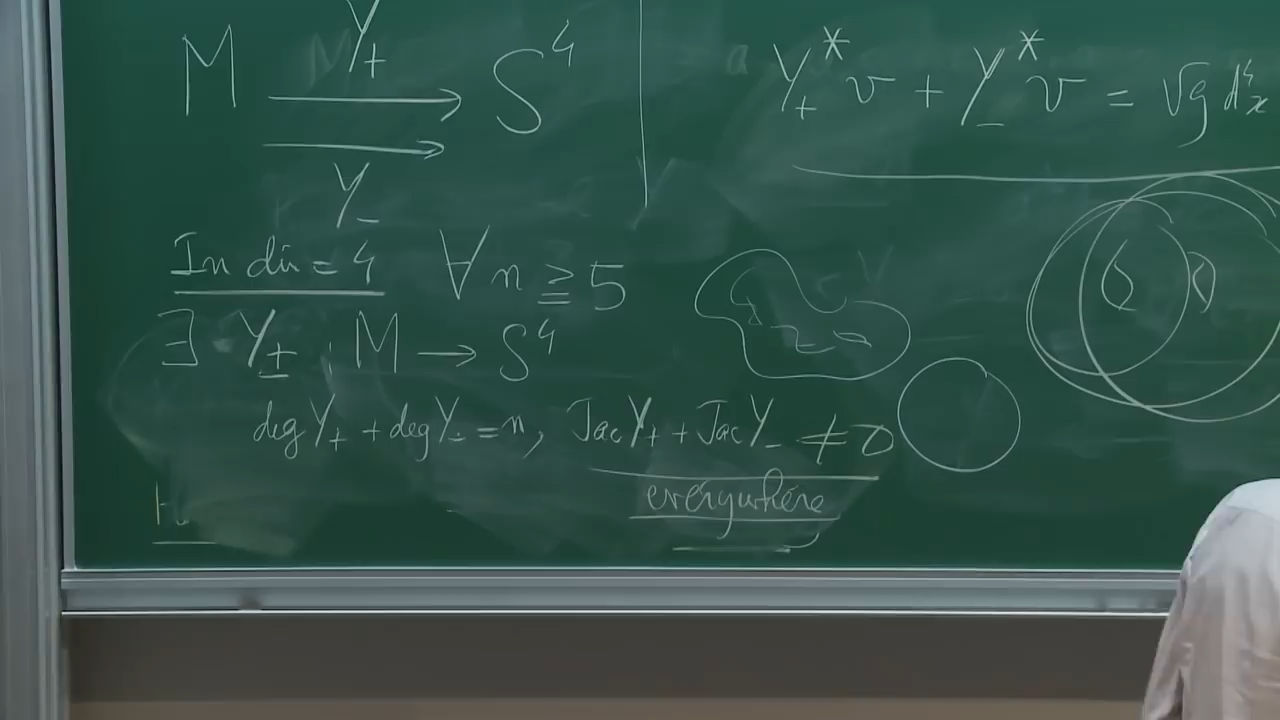 M Y₊ ⟶ S⁴
⟶
Y₋
In dim = 4 ∀ n ≧ 5
∃ Y± : M → S⁴
deg Y₊ + deg Y₋ = n, Jac Y₊ + Jac Y₋ ≠ 0
everywhere
Y₊* v + Y₋* v = √g d⁴x